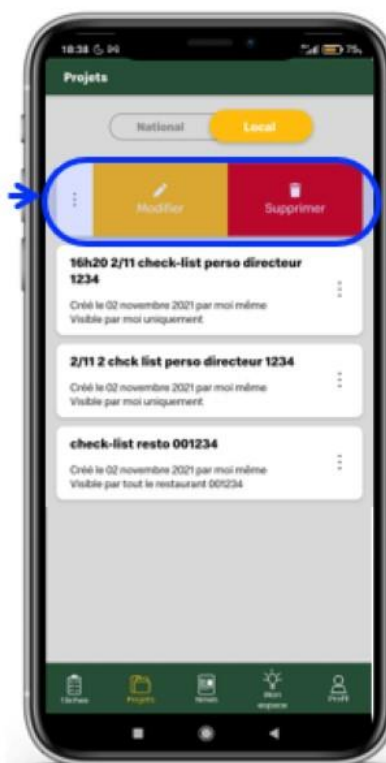 18:38
75
Projets
National Local
Modifier Supprimer
16h20 2/11 check-list perso directeur
1234
Créé le 02 novembre 2021 par moi même
Visible par moi uniquement
2/11 2 chck list perso directeur 1234
Créé le 02 novembre 2021 par moi même
Visible par moi uniquement
check-list resto 001234
Créé le 02 novembre 2021 par moi même
Visible par tout le restaurant 001234
Tâches Projets News Mon espace Profil